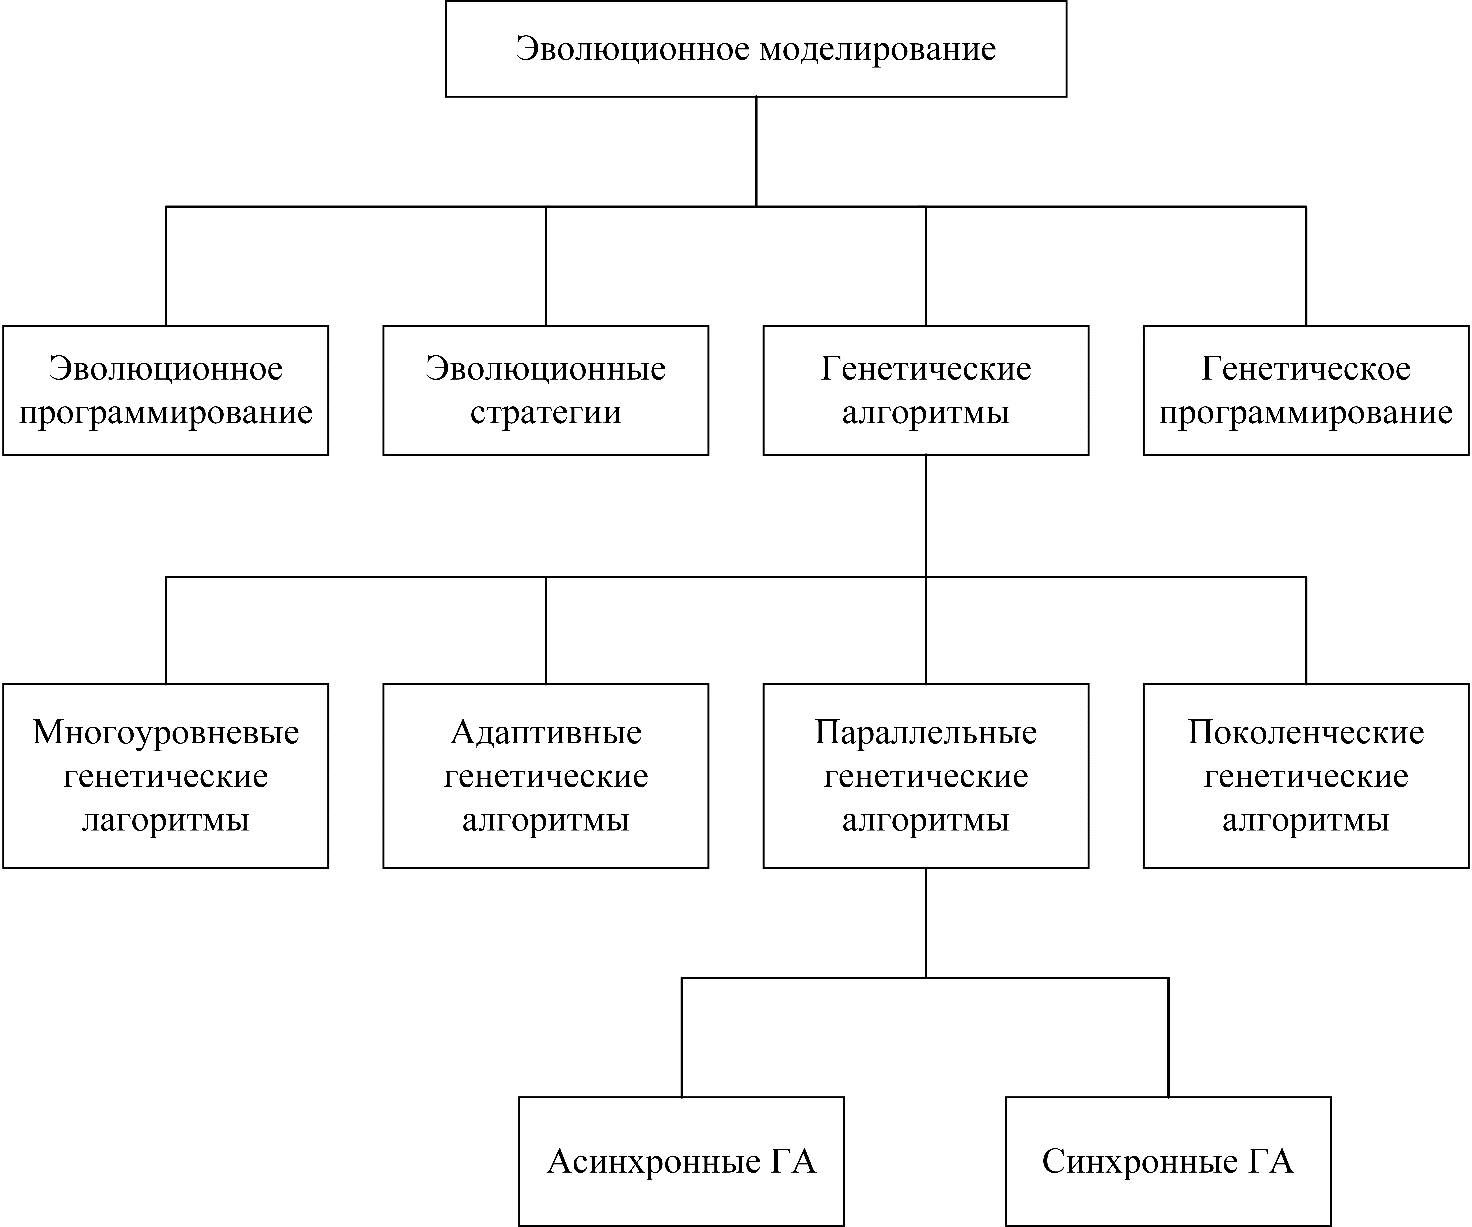 Эволюционное моделирование
Эволюционное
программирование
Эволюционные
стратегии
Генетические
алгоритмы
Генетическое
программирование
Многоуровневые
генетические
лагоритмы
Адаптивные
генетические
алгоритмы
Параллельные
генетические
алгоритмы
Поколенческие
генетические
алгоритмы
Асинхронные ГА
Синхронные ГА